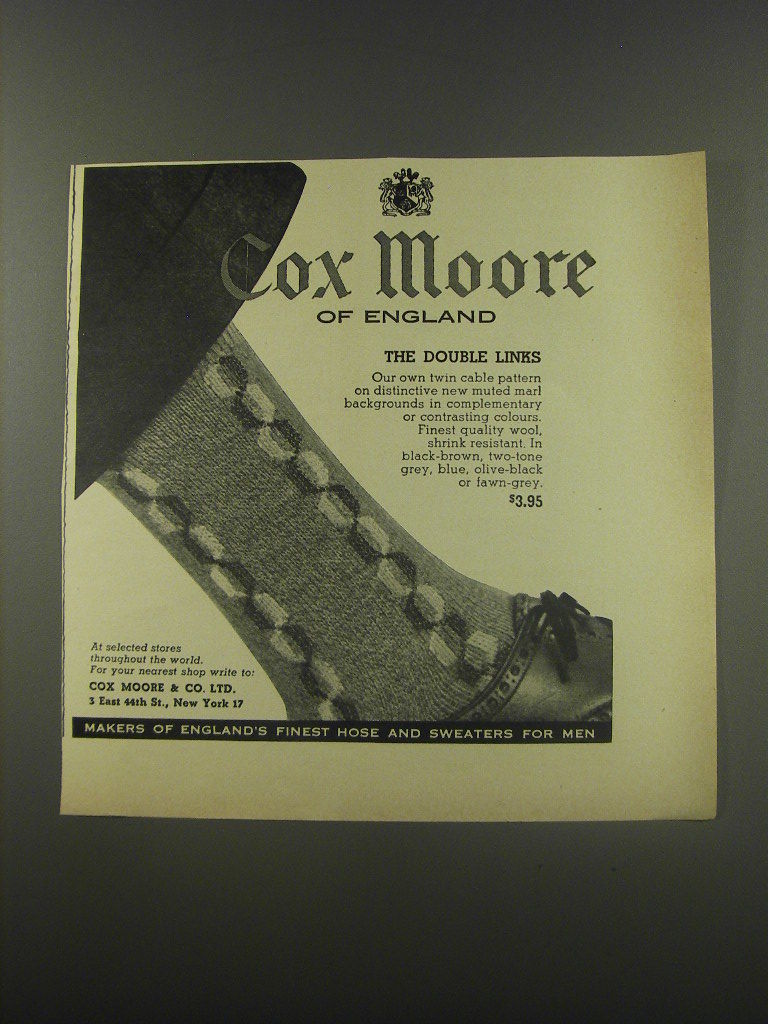 Cox Moore
OF ENGLAND
THE DOUBLE LINKS
Our own twin cable pattern
on distinctive new muted marl
backgrounds in complementary
or contrasting colours.
Finest quality wool,
shrink resistant. In
black-brown, two-tone
grey, blue, olive-black
or fawn-grey.
$3.95
At selected stores
throughout the world.
For your nearest shop write to:
COX MOORE & CO. LTD.
3 East 44th St., New York 17
MAKERS OF ENGLAND'S FINEST HOSE AND SWEATERS FOR MEN